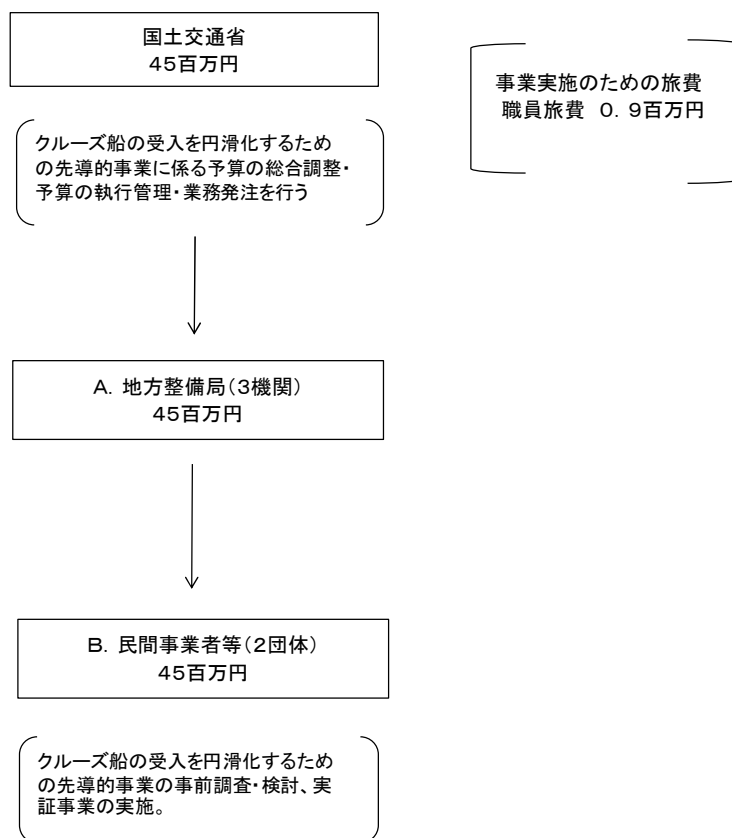 国土交通省
45百万円
事業実施のための旅費
職員旅費 0.9百万円
クルーズ船の受入を円滑化するため
の先導的事業に係る予算の総合調整・
予算の執行管理・業務発注を行う
A.地方整備局(3機関)
45百万円
B.民間事業者等(2団体)
45百万円
クルーズ船の受入を円滑化するため
の先導的事業の事前調査・検討、実
証事業の実施。